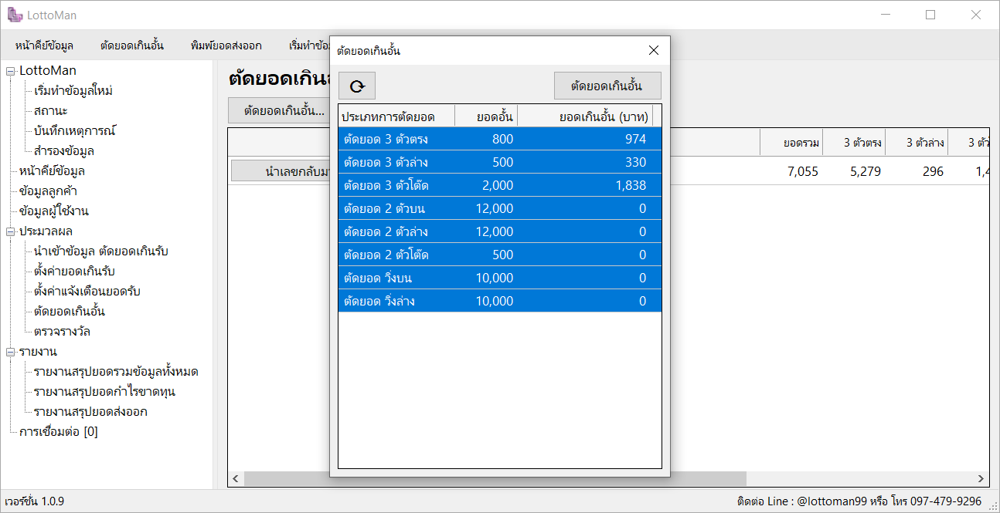 LottoMan
หน้าคีย์ข้อมูล ตัดยอดเกินอั้น พิมพ์ยอดส่งออก เริ่มทำข้อ
LottoMan
เริ่มทำข้อมูลใหม่
สถานะ
บันทึกเหตุการณ์
สำรองข้อมูล
หน้าคีย์ข้อมูล
ข้อมูลลูกค้า
ข้อมูลผู้ใช้งาน
ประมวลผล
นำเข้าข้อมูล ตัดยอดเกินรับ
ตั้งค่ายอดเกินรับ
ตั้งค่าแจ้งเตือนยอดรับ
ตัดยอดเกินอั้น
ตรวจรางวัล
รายงาน
รายงานสรุปยอดรวมข้อมูลทั้งหมด
รายงานสรุปยอดกำไรขาดทุน
รายงานสรุปยอดส่งออก
การเชื่อมต่อ [0]
ตัดยอดเกินอ
ตัดยอดเกินอั้น...
ยอดรวม 3 ตัวตรง 3 ตัวล่าง 3 ตัว
นำเลขกลับม 7,055 5,279 296 1,4
ตัดยอดเกินอั้น
ตัดยอดเกินอั้น
ประเภทการตัดยอด ยอดอั้น ยอดเกินอั้น (บาท)
ตัดยอด 3 ตัวตรง 800 974
ตัดยอด 3 ตัวล่าง 500 330
ตัดยอด 3 ตัวโต๊ด 2,000 1,838
ตัดยอด 2 ตัวบน 12,000 0
ตัดยอด 2 ตัวล่าง 12,000 0
ตัดยอด 2 ตัวโต๊ด 500 0
ตัดยอด วิ่งบน 10,000 0
ตัดยอด วิ่งล่าง 10,000 0
เวอร์ชั่น 1.0.9 ติดต่อ Line : @lottoman99 หรือ โทร 097-479-9296